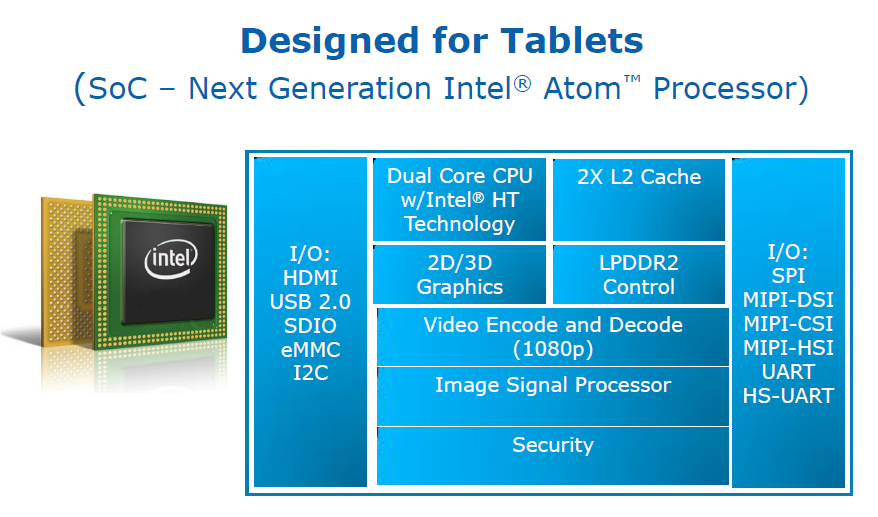 Designed for Tablets
(SoC – Next Generation Intel® Atom™ Processor)
intel
I/O:
HDMI
USB 2.0
SDIO
eMMC
I2C
Dual Core CPU
w/Intel® HT
Technology
2X L2 Cache
2D/3D
Graphics
LPDDR2
Control
Video Encode and Decode
(1080p)
Image Signal Processor
Security
I/O:
SPI
MIPI-DSI
MIPI-CSI
MIPI-HSI
UART
HS-UART